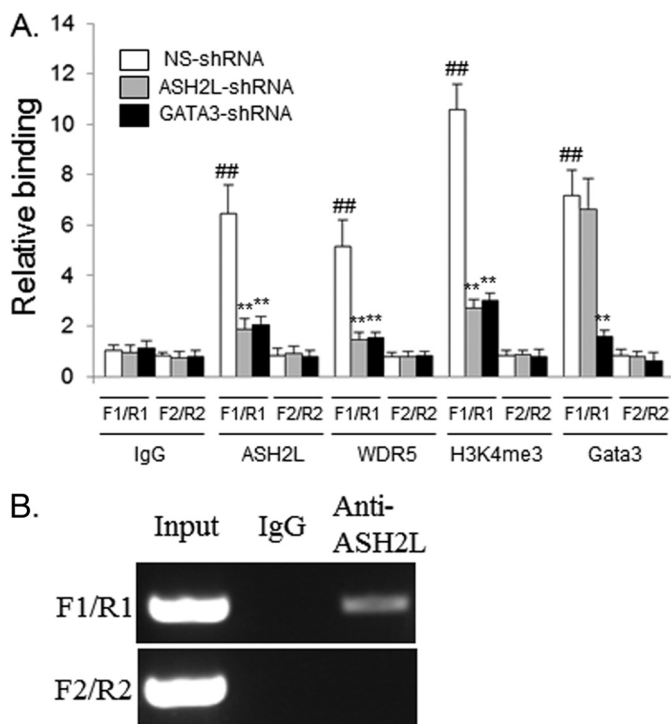 A.
14
12
10
8
6
4
2
0
Relative binding
NS-shRNA
ASH2L-shRNA
GATA3-shRNA
##
** **
##
** **
##
** **
##
**
F1/R1 F2/R2 F1/R1 F2/R2 F1/R1 F2/R2 F1/R1 F2/R2 F1/R1 F2/R2
IgG ASH2L WDR5 H3K4me3 Gata3
B.
Input IgG Anti-
ASH2L
F1/R1
F2/R2